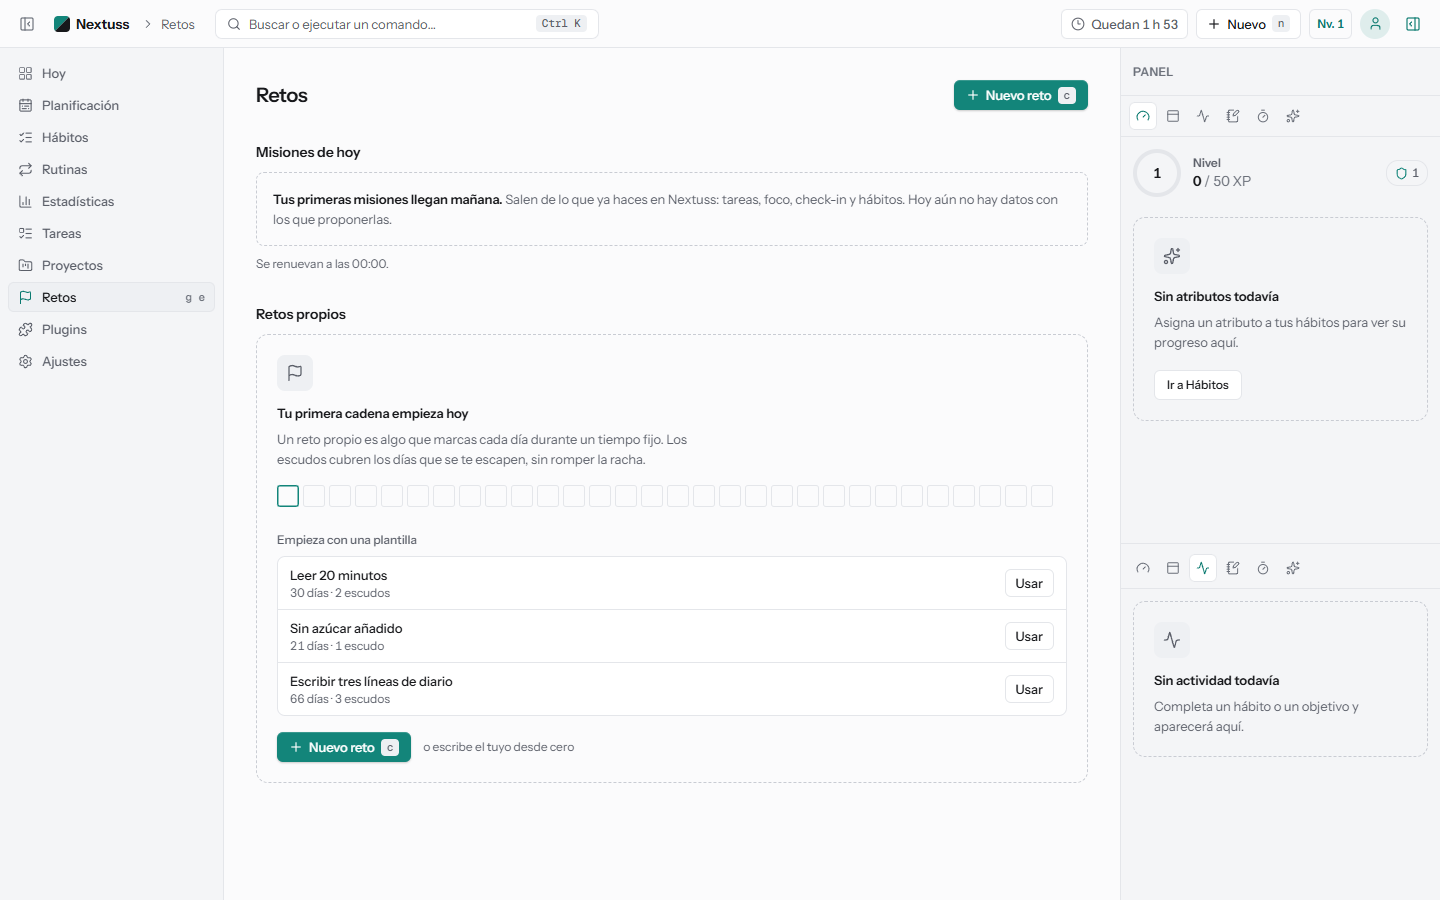 Nextuss
Retos
Buscar o ejecutar un comando...
Ctrl K
Quedan 1 h 53
Nuevo n
Nv. 1
Hoy
Planificación
Hábitos
Rutinas
Estadísticas
Tareas
Proyectos
Retos g e
Plugins
Ajustes
Retos
Nuevo reto c
Misiones de hoy
Tus primeras misiones llegan mañana. Salen de lo que ya haces en Nextuss: tareas, foco, check-in y hábitos. Hoy aún no hay datos con
los que proponerlas.
Se renuevan a las 00:00.
Retos propios
Tu primera cadena empieza hoy
Un reto propio es algo que marcas cada día durante un tiempo fijo. Los
escudos cubren los días que se te escapen, sin romper la racha.
Empieza con una plantilla
Leer 20 minutos
30 días · 2 escudos
Usar
Sin azúcar añadido
21 días · 1 escudo
Usar
Escribir tres líneas de diario
66 días · 3 escudos
Usar
Nuevo reto c
o escribe el tuyo desde cero
PANEL
1
Nivel
0 / 50 XP
1
Sin atributos todavía
Asigna un atributo a tus hábitos para ver su
progreso aquí.
Ir a Hábitos
Sin actividad todavía
Completa un hábito o un objetivo y
aparecerá aquí.